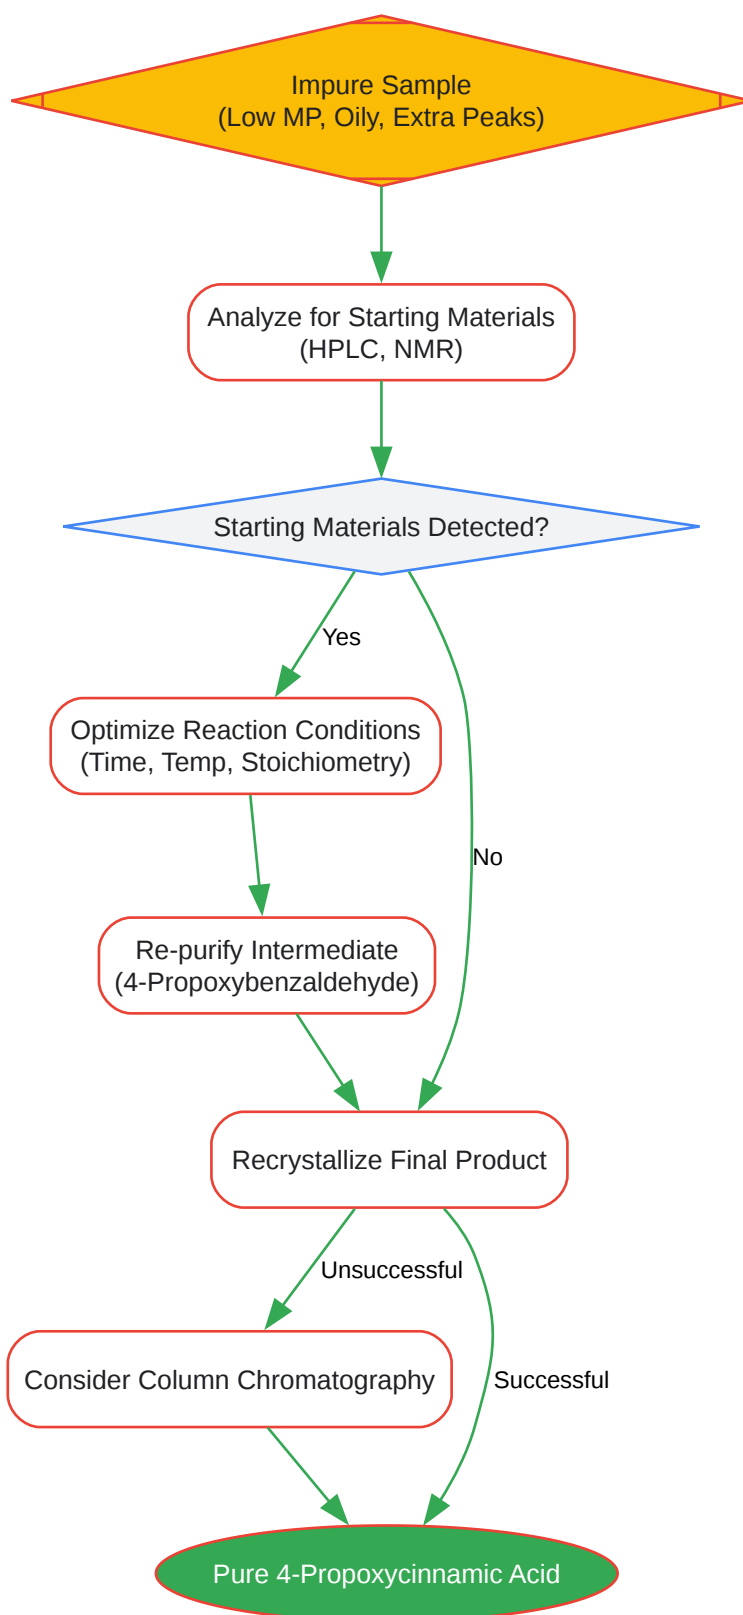 Impure Sample
(Low MP, Oily, Extra Peaks)
Analyze for Starting Materials
(HPLC, NMR)
Starting Materials Detected?
Yes
Optimize Reaction Conditions
(Time, Temp, Stoichiometry)
No
Re-purify Intermediate
(4-Propoxybenzaldehyde)
Recrystallize Final Product
Unsuccessful
Consider Column Chromatography
Successful
Pure 4-Propoxycinnamic Acid